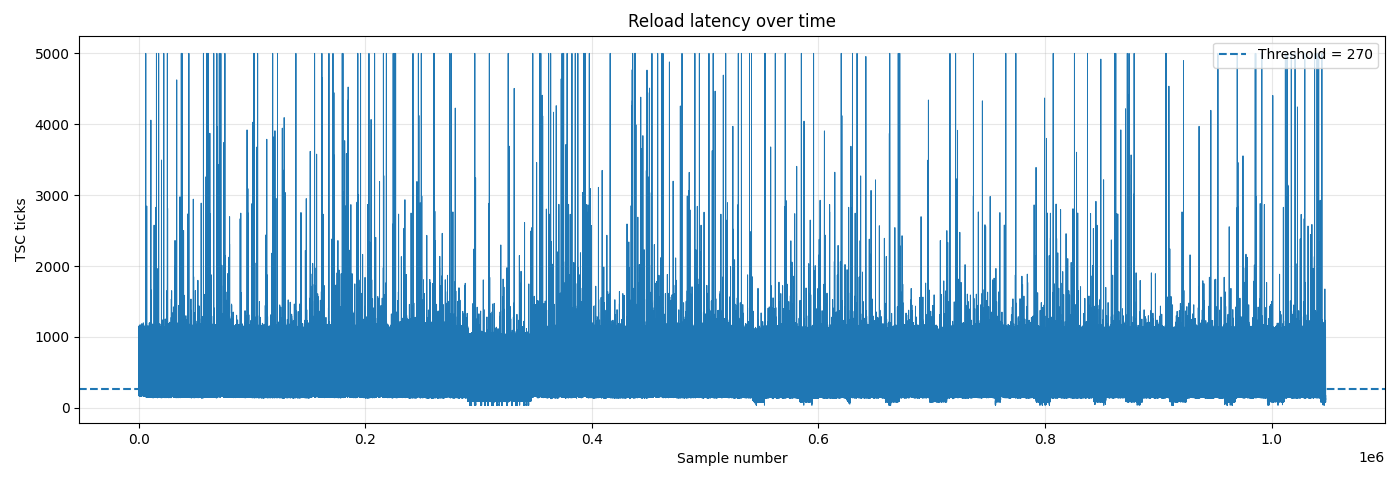 Reload latency over time
Threshold = 270
TSC ticks
5000
4000
3000
2000
1000
0
0.0
0.2
0.4
0.6
0.8
1.0
1e6
Sample number